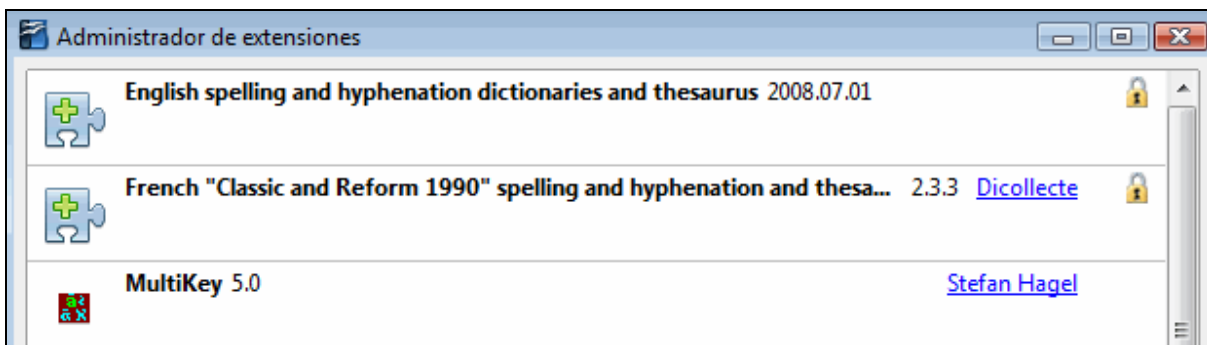 Administrador de extensiones
English spelling and hyphenation dictionaries and thesaurus 2008.07.01
French "Classic and Reform 1990" spelling and hyphenation and thesa... 2.3.3 Dicollecte
MultiKey 5.0 Stefan Hagel